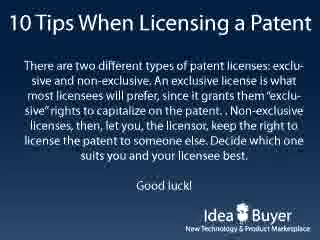 10 Tips When Licensing a Patent
There are two different types of patent licenses: exclu-
sive and non-exclusive. An exclusive license is what
most licensees will prefer, since it grants them “exclu-
sive” rights to capitalize on the patent. . Non-exclusive
licenses, then, let you, the licensor, keep the right to
license the patent to someone else. Decide which one
suits you and your licensee best.
Good luck!
Idea Buyer
New Technology & Product Marketplace